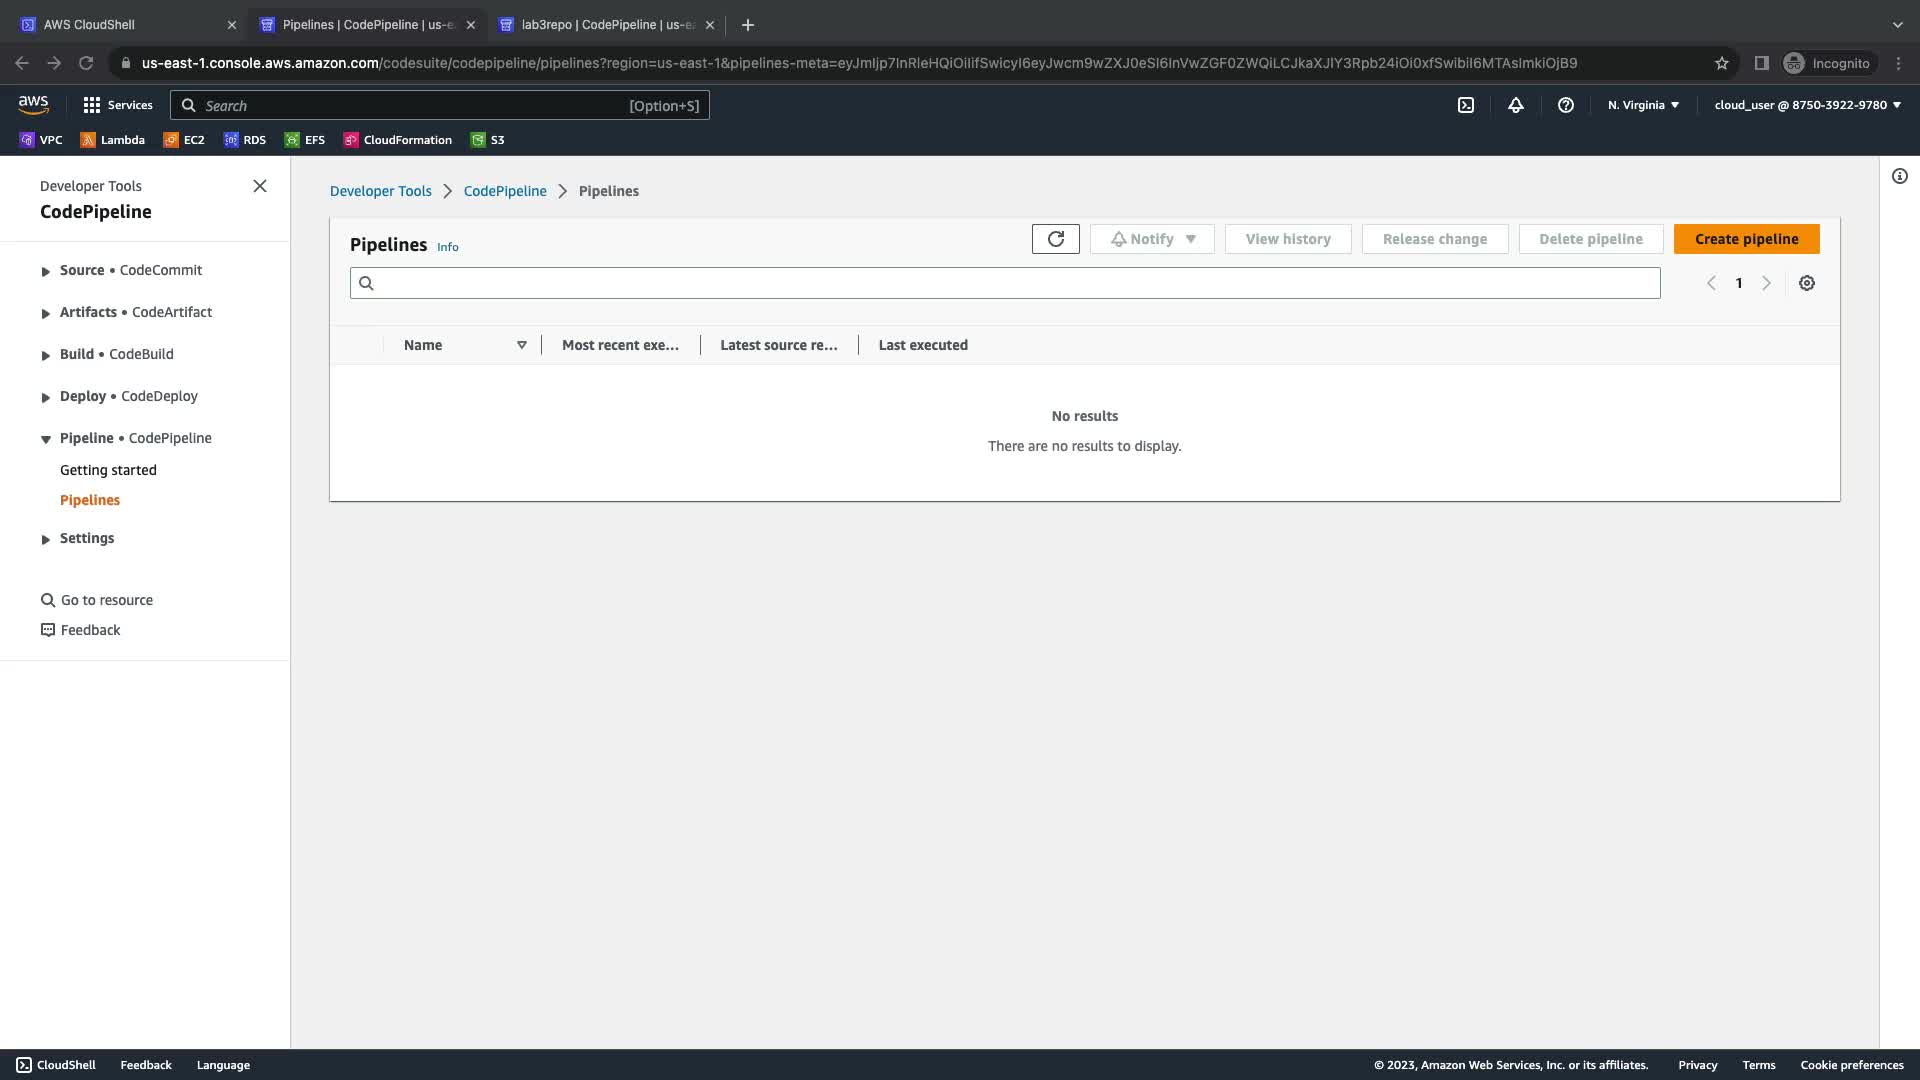 AWS CloudShell
Pipelines | CodePipeline | us-ea
lab3repo | CodePipeline | us-ea
us-east-1.console.aws.amazon.com/codesuite/codepipeline/pipelines?region=us-east-1&pipelines-meta=
Incognito
aws
Services
Search
[Option+S]
N. Virginia
cloud_user @ 8750-3922-9780
VPC
Lambda
EC2
RDS
EFS
CloudFormation
S3
Developer Tools
CodePipeline
Source • CodeCommit
Artifacts • CodeArtifact
Build • CodeBuild
Deploy • CodeDeploy
Pipeline • CodePipeline
Getting started
Pipelines
Settings
Go to resource
Feedback
Developer Tools
CodePipeline
Pipelines
Pipelines Info
Notify
View history
Release change
Delete pipeline
Create pipeline
1
Name
Most recent exe...
Latest source re...
Last executed
No results
There are no results to display.
CloudShell
Feedback
Language
© 2023, Amazon Web Services, Inc. or its affiliates.
Privacy
Terms
Cookie preferences